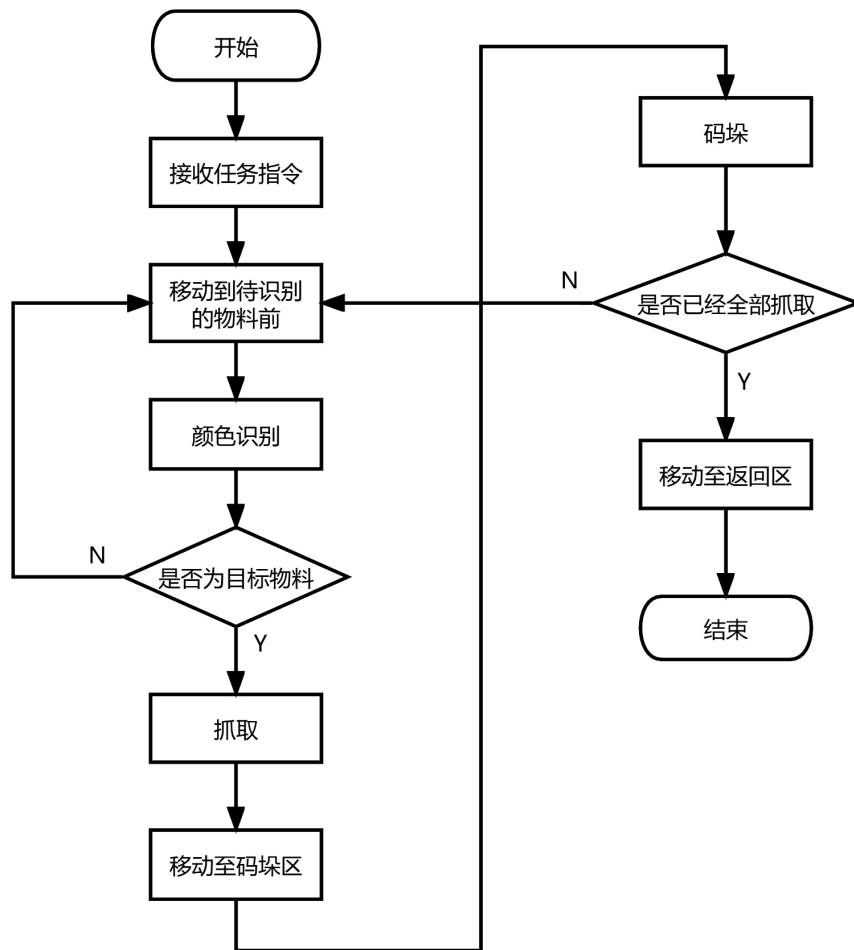 开始
接收任务指令
移动到待识别
的物料前
颜色识别
N
是否为目标物料
Y
抓取
移动至码垛区
码垛
N
是否已经全部抓取
Y
移动至返回区
结束